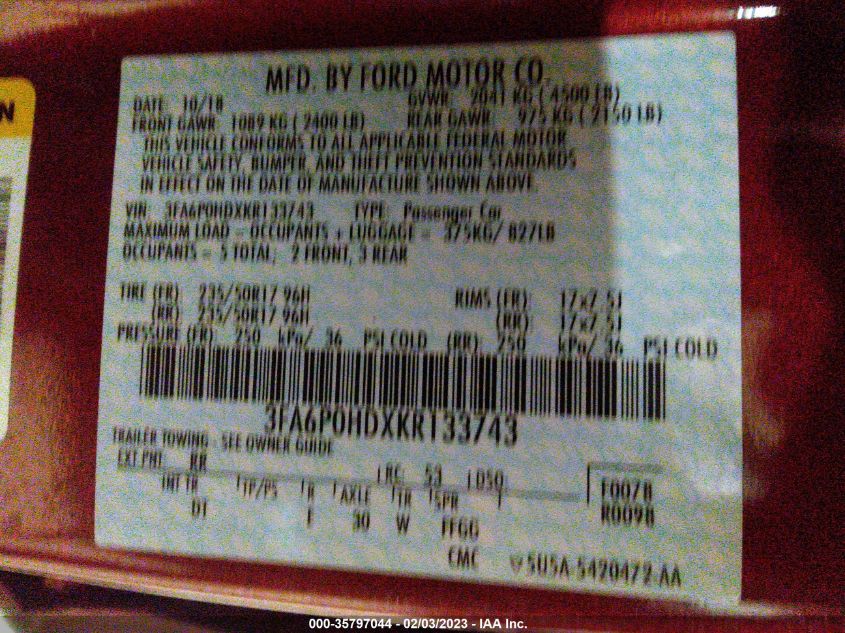 N
MFD. BY FORD MOTOR CO.
DATE: 10/18 GVWR: 2041 KG ( 4500 LB)
FRONT GAWR: 1089 KG ( 2400 LB) REAR GAWR: 975 KG ( 2150 LB)
THIS VEHICLE CONFORMS TO ALL APPLICABLE FEDERAL MOTOR
VEHICLE SAFETY, BUMPER, AND THEFT PREVENTION STANDARDS
IN EFFECT ON THE DATE OF MANUFACTURE SHOWN ABOVE.
VIN: 3FA6P0HDXKR133743 TYPE: Passenger Car
MAXIMUM LOAD = OCCUPANTS + LUGGAGE = 375KG/ 827LB
OCCUPANTS = 5 TOTAL, 2 FRONT, 3 REAR
TIRE (FR): 235/50R17 96H RIMS (FR): 17x7.5J
(RR): 235/50R17 96H (RR): 17x7.5J
PRESSURE (FR): 250 kPa/ 36 PSI COLD (RR): 250 kPa/ 36 PSI COLD
3FA6P0HDXKR133743
TRAILER TOWING - SEE OWNER GUIDE
EXT PNT: RR RC: 53 DSO:
INT TR TP/PS R AXLE TR SPR
DI E 30 W FFGG
F0078
R0098
CMC 5U5A-5420472-AA
000-35797044 - 02/03/2023 - IAA Inc.